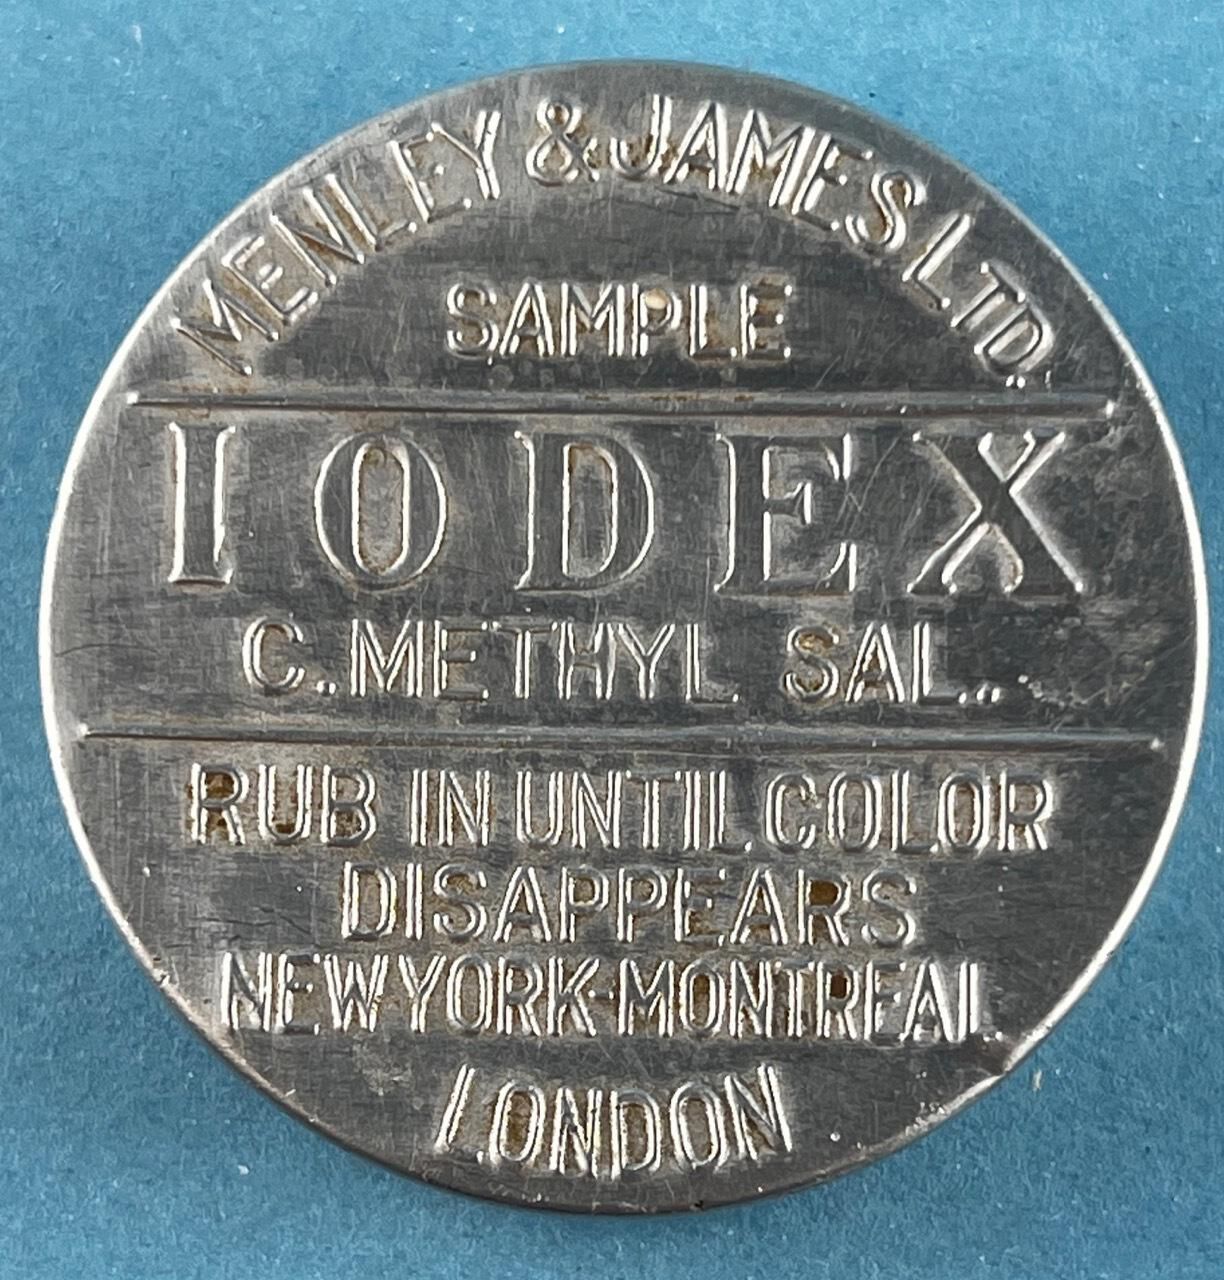 MENLEY & JAMES LTD.
SAMPLE
IODEX
C. METHYL SAL..
RUB IN UNTIL COLOR
DISAPPEARS
NEW YORK-MONTREAL
LONDON